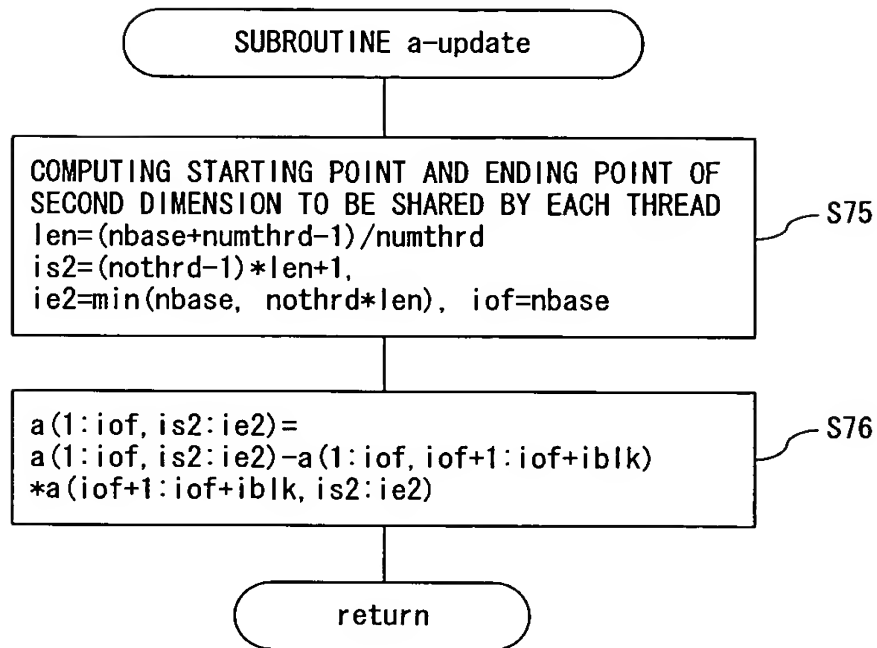 SUBROUTINE a-update
COMPUTING STARTING POINT AND ENDING POINT OF
SECOND DIMENSION TO BE SHARED BY EACH THREAD
len=(nbase+numthrd-1)/numthrd
is2=(nothrd-1)*len+1,
ie2=min(nbase, nothrd*len), iof=nbase
S75
a(1:iof,is2:ie2)=
a(1:iof,is2:ie2)-a(1:iof,iof+1:iof+iblk)
*a(iof+1:iof+iblk,is2:ie2)
S76
return